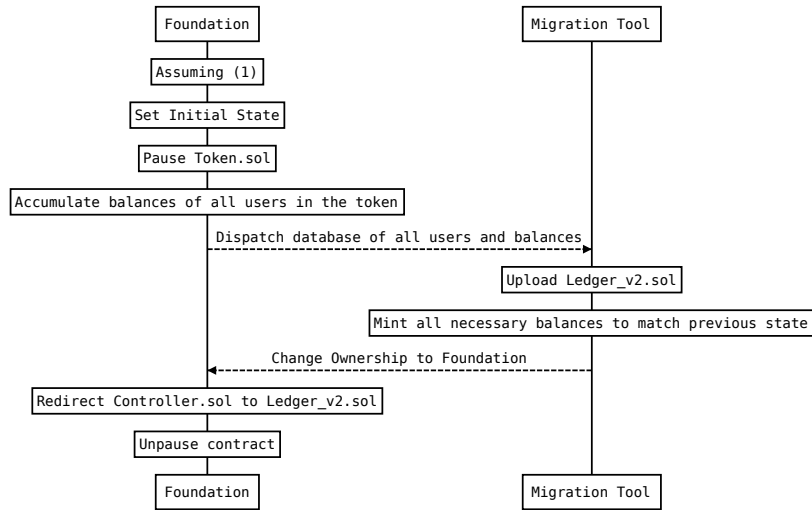 Foundation
Migration Tool
Assuming (1)
Set Initial State
Pause Token.sol
Accumulate balances of all users in the token
Dispatch database of all users and balances
Upload Ledger_v2.sol
Mint all necessary balances to match previous state
Change Ownership to Foundation
Redirect Controller.sol to Ledger_v2.sol
Unpause contract
Foundation
Migration Tool